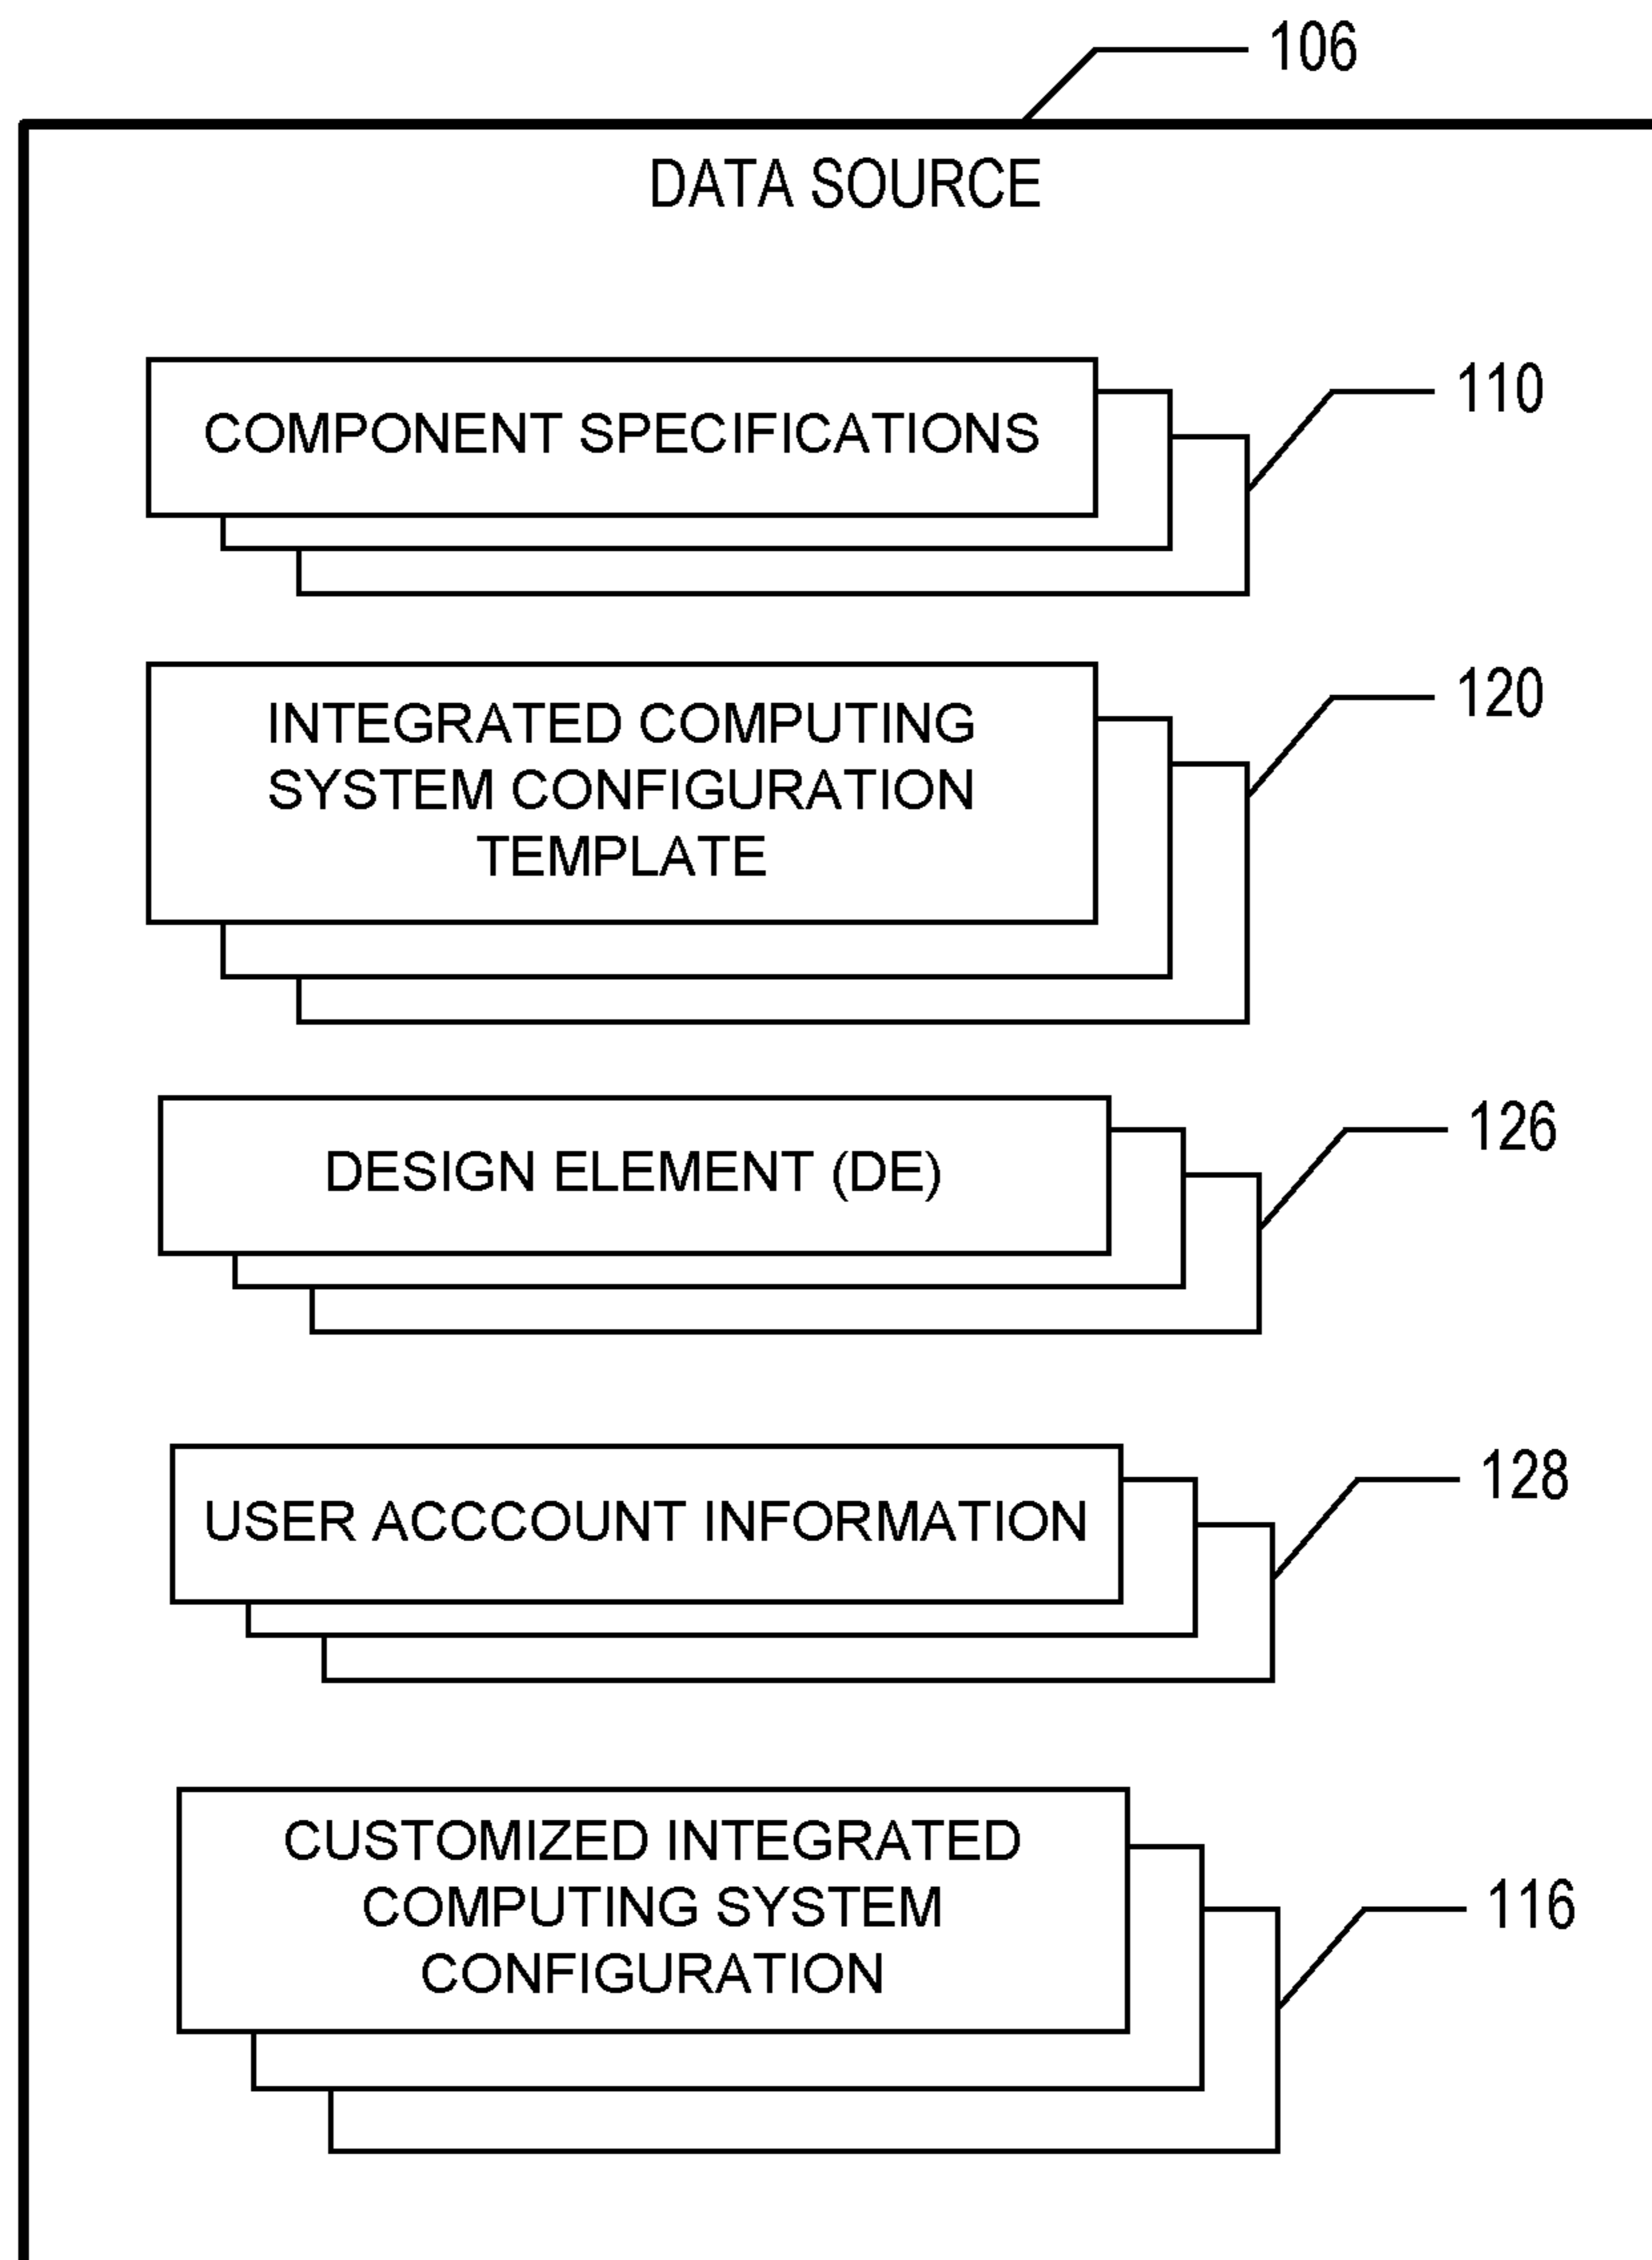 106
DATA SOURCE
COMPONENT SPECIFICATIONS
110
INTEGRATED COMPUTING
SYSTEM CONFIGURATION
TEMPLATE
120
DESIGN ELEMENT (DE)
126
USER ACCCOUNT INFORMATION
128
CUSTOMIZED INTEGRATED
COMPUTING SYSTEM
CONFIGURATION
116